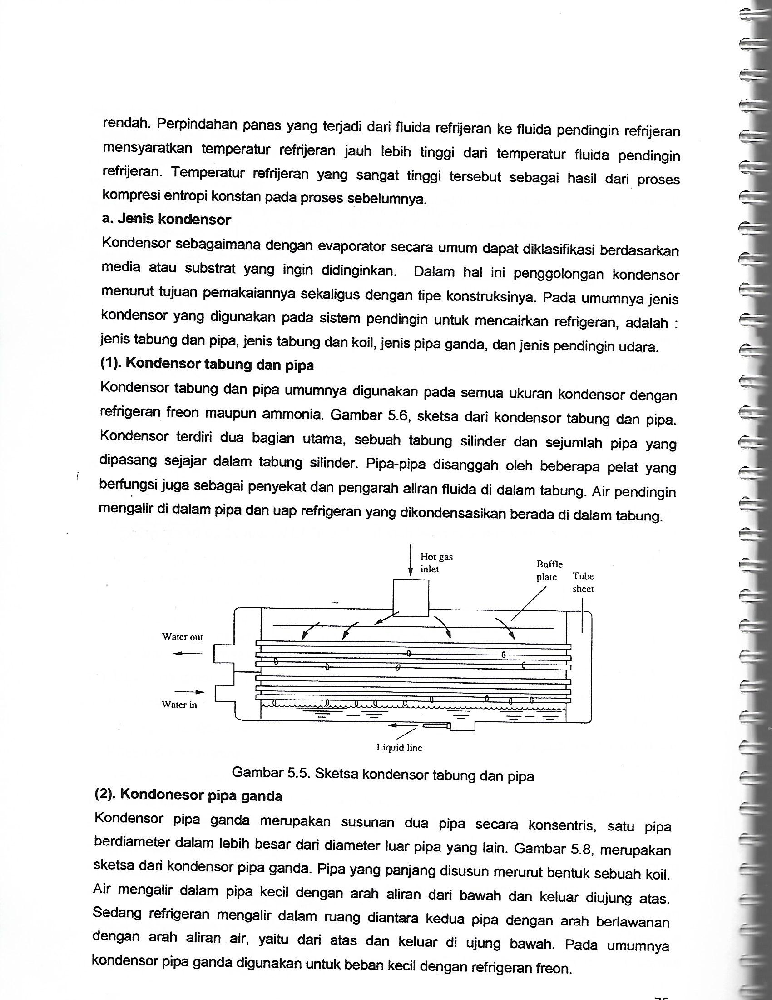 rendah. Perpindahan panas yang terjadi dari fluida refrijeran ke fluida pendingin refrijeran
mensyaratkan temperatur refrijeran jauh lebih tinggi dari temperatur fluida pendingin
refrijeran. Temperatur refrijeran yang sangat tinggi tersebut sebagai hasil dari proses
kompresi entropi konstan pada proses sebelumnya.
a. Jenis kondensor
Kondensor sebagaimana dengan evaporator secara umum dapat diklasifikasi berdasarkan
media atau substrat yang ingin didinginkan. Dalam hal ini penggolongan kondensor
menurut tujuan pemakaiannya sekaligus dengan tipe konstruksinya. Pada umumnya jenis
kondensor yang digunakan pada sistem pendingin untuk mencairkan refrigeran, adalah :
jenis tabung dan pipa, jenis tabung dan koil, jenis pipa ganda, dan jenis pendingin udara.
(1). Kondensor tabung dan pipa
Kondensor tabung dan pipa umumnya digunakan pada semua ukuran kondensor dengan
refrigeran freon maupun ammonia. Gambar 5.6, sketsa dari kondensor tabung dan pipa.
Kondensor terdiri dua bagian utama, sebuah tabung silinder dan sejumlah pipa yang
dipasang sejajar dalam tabung silinder. Pipa-pipa disanggah oleh beberapa pelat yang
berfungsi juga sebagai penyekat dan pengarah aliran fluida di dalam tabung. Air pendingin
mengalir di dalam pipa dan uap refrigeran yang dikondensasikan berada di dalam tabung.
Hot gas
inlet
Baffle
plate
Tube
sheet
Water out
Water in
Liquid line
Gambar 5.5. Sketsa kondensor tabung dan pipa
(2). Kondonesor pipa ganda
Kondensor pipa ganda merupakan susunan dua pipa secara konsentris, satu pipa
berdiameter dalam lebih besar dari diameter luar pipa yang lain. Gambar 5.8, merupakan
sketsa dari kondensor pipa ganda. Pipa yang panjang disusun merurut bentuk sebuah koil.
Air mengalir dalam pipa kecil dengan arah aliran dari bawah dan keluar diujung atas.
Sedang refrigeran mengalir dalam ruang diantara kedua pipa dengan arah berlawanan
dengan arah aliran air, yaitu dari atas dan keluar di ujung bawah. Pada umumnya
kondensor pipa ganda digunakan untuk beban kecil dengan refrigeran freon.